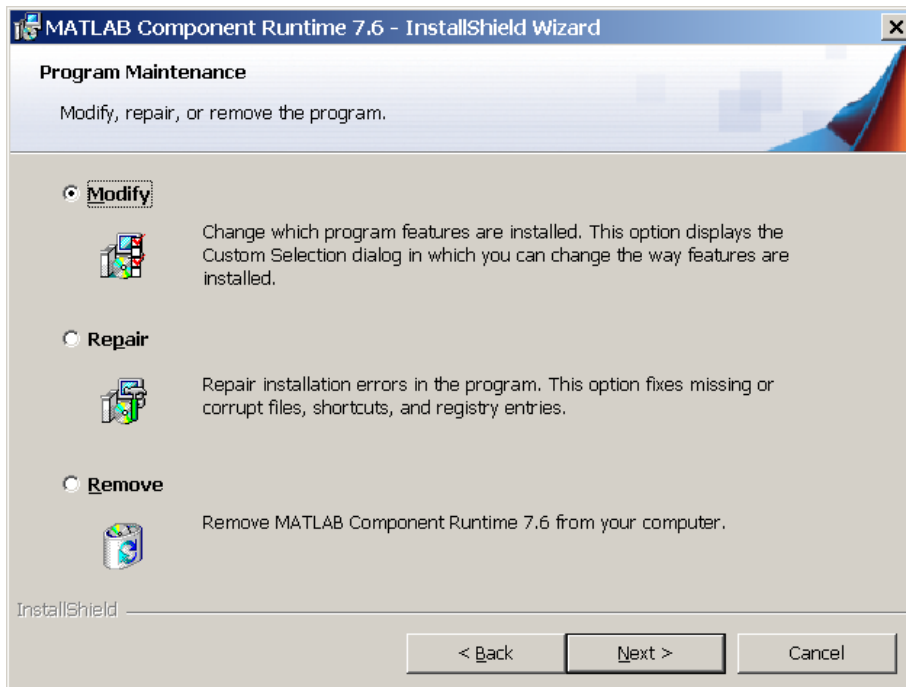 MATLAB Component Runtime 7.6 - InstallShield Wizard
Program Maintenance
Modify, repair, or remove the program.
Modify
Change which program features are installed. This option displays the
Custom Selection dialog in which you can change the way features are
installed.
Repair
Repair installation errors in the program. This option fixes missing or
corrupt files, shortcuts, and registry entries.
Remove
Remove MATLAB Component Runtime 7.6 from your computer.
InstallShield
< Back Next > Cancel